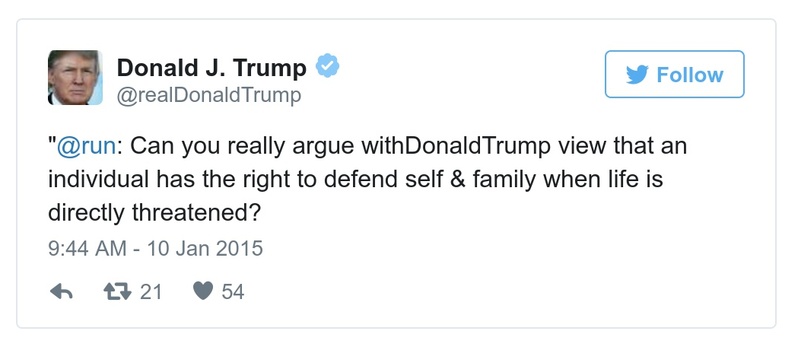 Donald J. Trump
Follow
@realDonaldTrump
"@run: Can you really argue withDonaldTrump view that an
individual has the right to defend self & family when life is
directly threatened?
9:44 AM - 10 Jan 2015
21 54